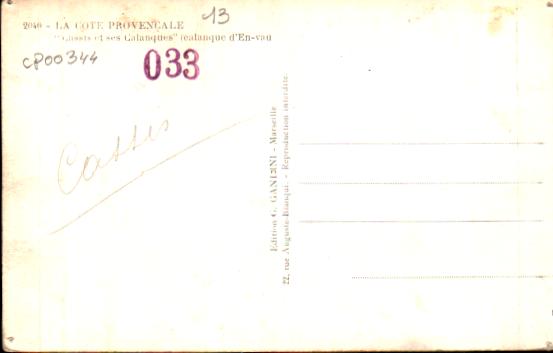 2040 - LA COTE PROVENCALE
13
"Cassis et ses Calanques" (calanque d'En-vau
CP00344
033
Cassis
Edition G. GANDINI - Marseille
22, rue Auguste-Blanqui. - Reproduction interdite.